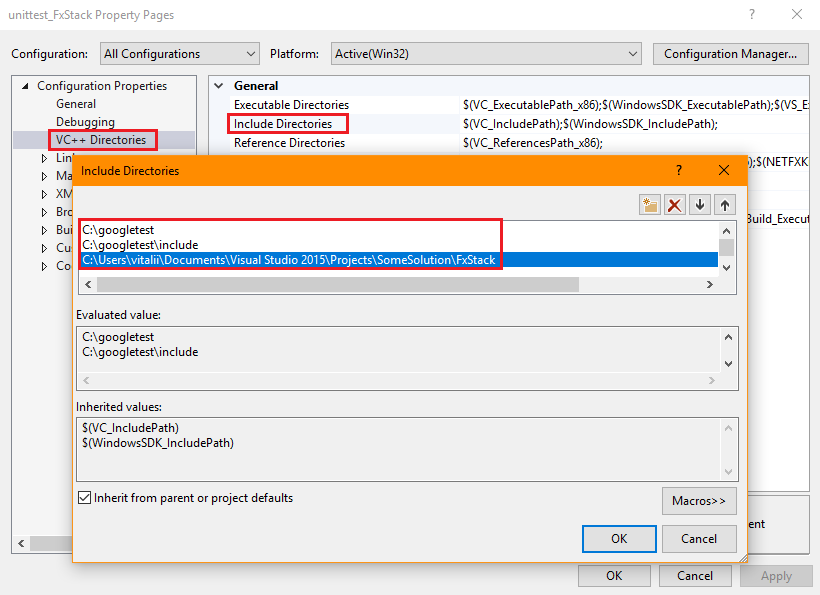 unittest_FxStack Property Pages
Configuration: All Configurations Platform: Active(Win32) Configuration Manager...
Configuration Properties
General
Debugging
VC++ Directories
General
Executable Directories $(VC_ExecutablePath_x86);$(WindowsSDK_ExecutablePath);$(VS_E
Include Directories $(VC_IncludePath);$(WindowsSDK_IncludePath);
Reference Directories $(VC_ReferencesPath_x86);
);$(NETFXK
Build_Execut
Lin
Ma
XM
Bro
Bui
Cu
Co
Include Directories
C:\googletest
C:\googletest\include
C:\Users\vitalii\Documents\Visual Studio 2015\Projects\SomeSolution\FxStack
Evaluated value:
C:\googletest
C:\googletest\include
Inherited values:
$(VC_IncludePath)
$(WindowsSDK_IncludePath)
Inherit from parent or project defaults
Macros>>
OK Cancel
ent
OK Cancel Apply